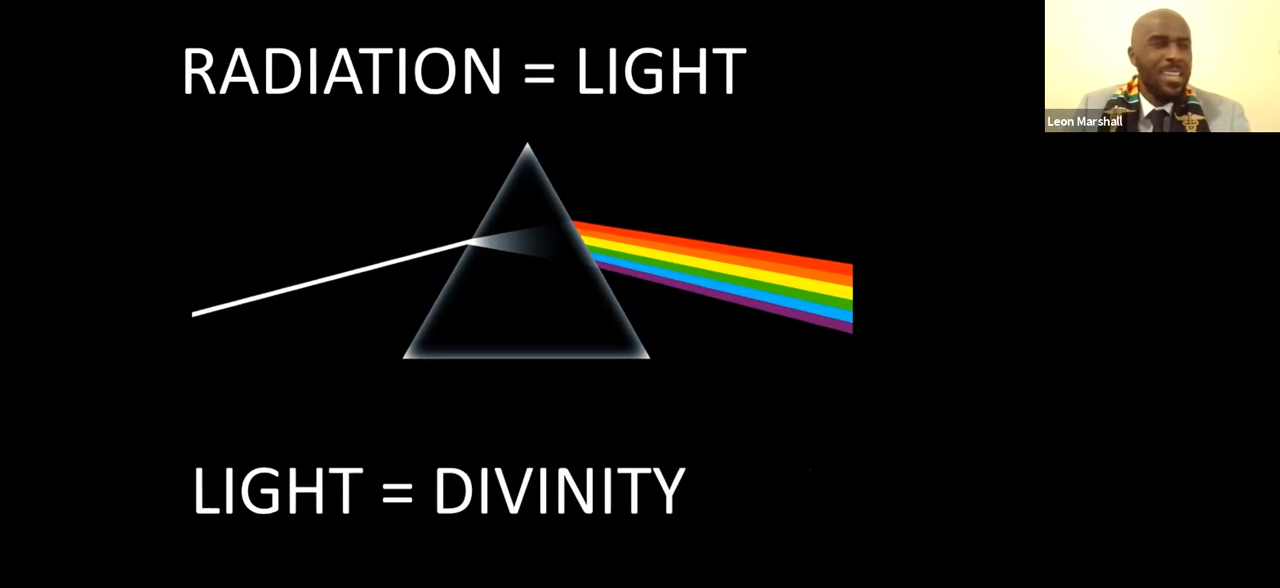 RADIATION = LIGHT
Leon Marshall
LIGHT = DIVINITY